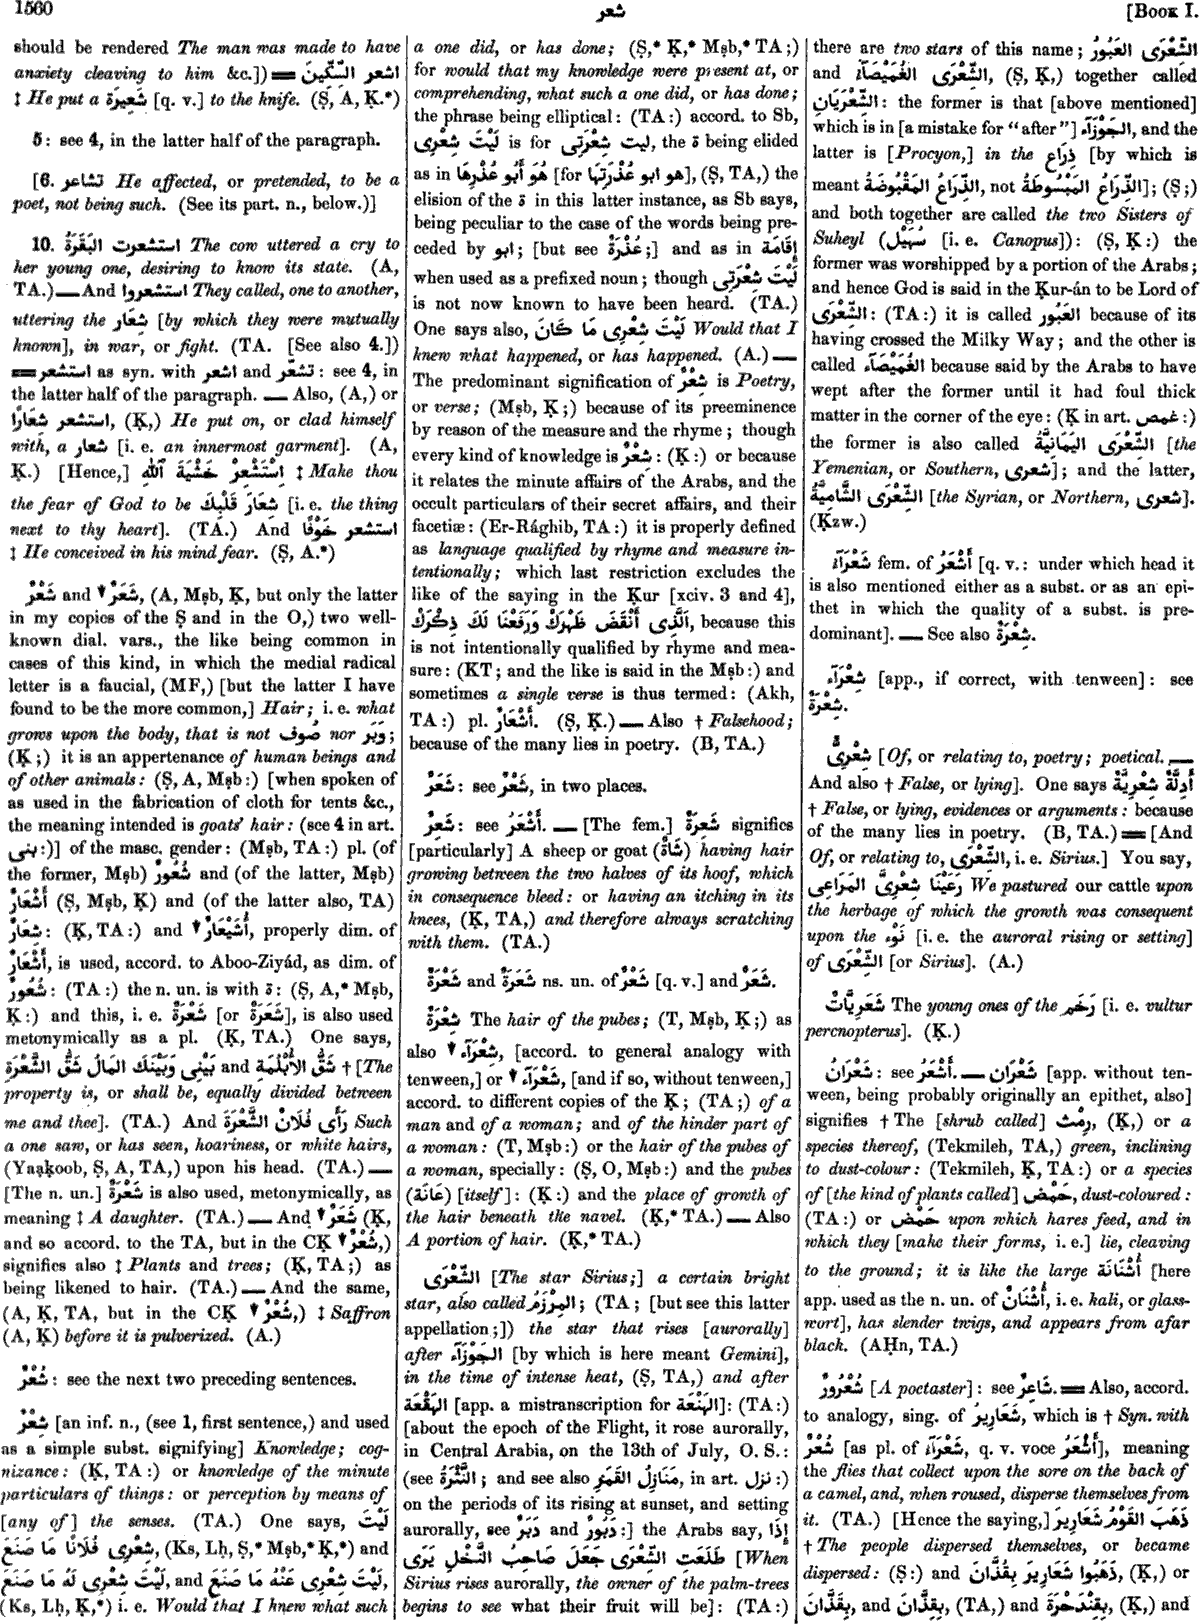 1560
شعر
[Book I.
should be rendered The man was made to have
anxiety cleaving to him &c.]) = اشعر السِّكِّينَ
‡ He put a شَعِيرَة [q. v.] to the knife. (Ṣ, A, Ḳ.*)
5: see 4, in the latter half of the paragraph.
[6. تشاعر He affected, or pretended, to be a
poet, not being such. (See its part. n., below.)]
10. استشعرت البَقَرَةُ The cow uttered a cry to
her young one, desiring to know its state. (A,
TA.) — And استشعروا They called, one to another,
uttering the شِعَار [by which they were mutually
known], in war, or fight. (TA. [See also 4.])
= استشعر as syn. with اشعر and تشعّر: see 4, in
the latter half of the paragraph. — Also, (A,) or
استشعر شِعَارًا, (Ḳ,) He put on, or clad himself
with, a شعار [i. e. an innermost garment]. (A,
Ḳ.) [Hence,] اِسْتَشْعِرْ خَشْيَةَ ٱللّٰهِ ‡ Make thou
the fear of God to be شِعَارَ قَلْبِكَ [i. e. the thing
next to thy heart]. (TA.) And استشعر خَوْفًا
‡ He conceived in his mind fear. (Ṣ, A.*)
شَعْرٌ and ▼ شَعَرٌ, (A, Mṣb, Ḳ, but only the latter
in my copies of the Ṣ and in the O,) two well-
known dial. vars., the like being common in
cases of this kind, in which the medial radical
letter is a faucial, (MF,) [but the latter I have
found to be the more common,] Hair; i. e. what
grows upon the body, that is not صُوف nor وَبَر;
(Ḳ;) it is an appertenance of human beings and
of other animals: (Ṣ, A, Mṣb:) [when spoken of
as used in the fabrication of cloth for tents &c.,
the meaning intended is goats' hair: (see 4 in art.
بنى:)] of the masc. gender: (Mṣb, TA:) pl. (of
the former, Mṣb) شُعُورٌ and (of the latter, Mṣb)
أَشْعَارٌ (Ṣ, Mṣb, Ḳ) and (of the latter also, TA)
شِعَارٌ: (Ḳ, TA:) and ▼ أُشَيْعَارٌ, properly dim. of
أَشْعَارٌ, is used, accord. to Aboo-Ziyád, as dim. of
شُعُورٌ: (TA:) the n. un. is with ة: (Ṣ, A,* Mṣb,
Ḳ:) and this, i. e. شَعْرَةٌ [or شَعَرَةٌ], is also used
metonymically as a pl. (Ḳ, TA.) One says,
بَيْنِى وَبَيْنَكَ المَالُ شَقُّ الشَّعْرَةِ and شَقُّ الأُبْلُمَةِ † [The
property is, or shall be, equally divided between
me and thee]. (TA.) And رَأَى فُلَانٌ الشَّعْرَةَ Such
a one saw, or has seen, hoariness, or white hairs,
(Yaạḳoob, Ṣ, A, TA,) upon his head. (TA.) —
[The n. un.] شَعْرَةٌ is also used, metonymically, as
meaning ‡ A daughter. (TA.) — And ▼ شَعَرٌ (Ḳ,
and so accord. to the TA, but in the CḲ ▼ شُعْرٌ,)
signifies also ‡ Plants and trees; (Ḳ, TA;) as
being likened to hair. (TA.) — And the same,
(A, Ḳ, TA, but in the CḲ ▼ شُعْرٌ,) ‡ Saffron
(A, Ḳ) before it is pulverized. (A.)
شُعْرٌ: see the next two preceding sentences.
شِعْرٌ [an inf. n., (see 1, first sentence,) and used
as a simple subst. signifying] Knowledge; cog-
nizance: (Ḳ, TA:) or knowledge of the minute
particulars of things: or perception by means of
[any of] the senses. (TA.) One says, لَيْتَ
شِعْرِى فُلَانًا مَا صَنَعَ, (Ks, Lḥ, Ṣ,* Mṣb,* Ḳ,*) and
لَيْتَ شِعْرِى لَهُ مَا صَنَعَ, and لَيْتَ شِعْرِى عَنْهُ مَا صَنَعَ,
(Ks, Lḥ, Ḳ,*) i. e. Would that I knew what such
a one did, or has done; (Ṣ,* Ḳ,* Mṣb,* TA;)
for would that my knowledge were present at, or
comprehending, what such a one did, or has done;
the phrase being elliptical: (TA:) accord. to Sb,
لَيْتَ شِعْرِى is for ليت شِعْرَتِى, the ة being elided
as in هُوَ أَبُو عُذْرِهَا [for هو ابو عُذْرَتِهَا], (Ṣ, TA,) the
elision of the ة in this latter instance, as Sb says,
being peculiar to the case of the words being pre-
ceded by ابو; [but see عُذْرَةٌ;] and as in إِقَامَة
when used as a prefixed noun; though لَيْتَ شِعْرَتِى
is not now known to have been heard. (TA.)
One says also, لَيْتَ شِعْرِى مَا كَانَ Would that I
knew what happened, or has happened. (A.) —
The predominant signification of شِعْرٌ is Poetry,
or verse; (Mṣb, Ḳ;) because of its preeminence
by reason of the measure and the rhyme; though
every kind of knowledge is شِعْرٌ: (Ḳ:) or because
it relates the minute affairs of the Arabs, and the
occult particulars of their secret affairs, and their
facetiæ: (Er-Rághib, TA:) it is properly defined
as language qualified by rhyme and measure in-
tentionally; which last restriction excludes the
like of the saying in the Ḳur [xciv. 3 and 4],
اَلَّذِى أَنْقَضَ ظَهْرَكَ وَرَفَعْنَا لَكَ ذِكْرَكَ, because this
is not intentionally qualified by rhyme and mea-
sure: (KT; and the like is said in the Mṣb:) and
sometimes a single verse is thus termed: (Akh,
TA:) pl. أَشْعَارٌ. (Ṣ, Ḳ.) — Also † Falsehood;
because of the many lies in poetry. (B, TA.)
شَعَرٌ: see شَعْرٌ, in two places.
شَعِرٌ: see أَشْعَرُ. — [The fem.] شَعِرَةٌ signifies
[particularly] A sheep or goat (شَاة) having hair
growing between the two halves of its hoof, which
in consequence bleed: or having an itching in its
knees, (Ḳ, TA,) and therefore always scratching
with them. (TA.)
شَعْرَةٌ and شَعَرَةٌ ns. un. of شَعْرٌ [q. v.] and شَعَرٌ.
شِعْرَةٌ The hair of the pubes; (T, Mṣb, Ḳ;) as
also ▼ شِعْرَآءٌ, [accord. to general analogy with
tenween,] or ▼ شَعْرَآءُ, [and if so, without tenween,]
accord. to different copies of the Ḳ; (TA;) of a
man and of a woman; and of the hinder part of
a woman: (T, Mṣb:) or the hair of the pubes of
a woman, specially: (Ṣ, O, Mṣb:) and the pubes
(عَانَة) [itself]: (Ḳ:) and the place of growth of
the hair beneath the navel. (Ḳ,* TA.) — Also
A portion of hair. (Ḳ,* TA.)
الشِّعْرَى [The star Sirius;] a certain bright
star, also called المِرْزَمُ; (TA; [but see this latter
appellation;]) the star that rises [aurorally]
after الجَوْزَآء [by which is here meant Gemini],
in the time of intense heat, (Ṣ, TA,) and after
الهَقْعَة [app. a mistranscription for الهَنْعَة]: (TA:)
[about the epoch of the Flight, it rose aurorally,
in Central Arabia, on the 13th of July, O. S.:
(see النَّثْرَةُ; and see also مَنَازِلُ القَمَرِ, in art. نزل:)
on the periods of its rising at sunset, and setting
aurorally, see دَبَرٌ and دَبُورٌ:] the Arabs say, إِذَا
طَلَعَتِ الشِّعْرَى جَعَلَ صَاحِبُ النَّخْلِ يَرَى [When
Sirius rises aurorally, the owner of the palm-trees
begins to see what their fruit will be]: (TA:)
there are two stars of this name; الشِّعْرَى العَبُورُ
and الشِّعْرَى الغُمَيْصَآءُ, (Ṣ, Ḳ,) together called
الشِّعْرَيَانِ: the former is that [above mentioned]
which is in [a mistake for "after"] الجَوْزَآء, and the
latter is [Procyon,] in the ذِرَاع [by which is
meant الذِّرَاعُ المَقْبُوضَةُ, not الذِّرَاعُ المَبْسُوطَةُ]; (Ṣ;)
and both together are called the two Sisters of
Suheyl (سُهَيْل [i. e. Canopus]): (Ṣ, Ḳ:) the
former was worshipped by a portion of the Arabs;
and hence God is said in the Ḳur-án to be Lord of
الشِّعْرَى: (TA:) it is called العَبُور because of its
having crossed the Milky Way; and the other is
called الغُمَيْصَآء because said by the Arabs to have
wept after the former until it had foul thick
matter in the corner of the eye: (Ḳ in art. غمص:)
the former is also called الشِّعْرَى اليَمَانِيَّةُ [the
Yemenian, or Southern, شعرى]; and the latter,
الشِّعْرَى الشَّامِيَّةُ [the Syrian, or Northern, شعرى].
(Ḳzw.)
شَعْرَآءُ fem. of أَشْعَرُ [q. v.: under which head it
is also mentioned either as a subst. or as an epi-
thet in which the quality of a subst. is pre-
dominant]. — See also شِعْرَةٌ.
شِعْرَآءٌ [app., if correct, with tenween]: see
شِعْرَةٌ.
شِعْرِىٌّ [Of, or relating to, poetry; poetical. —
And also † False, or lying]. One says أَدِلَّةٌ شِعْرِيَّةٌ
† False, or lying, evidences or arguments: because
of the many lies in poetry. (B, TA.) = [And
Of, or relating to, الشِّعْرَى, i. e. Sirius.] You say,
رَعَيْنَا شِعْرِىَّ المَرَاعِى We pastured our cattle upon
the herbage of which the growth was consequent
upon the نَوْء [i. e. the auroral rising or setting]
of الشِّعْرَى [or Sirius]. (A.)
شَعَرِيَّاتٌ The young ones of the رَخَم [i. e. vultur
percnopterus]. (Ḳ.)
شَعْرَانُ: see أَشْعَرُ. — شَعْرَان [app. without ten-
ween, being probably originally an epithet, also]
signifies † The [shrub called] رِمْث, (Ḳ,) or a
species thereof, (Tekmileh, TA,) green, inclining
to dust-colour: (Tekmileh, Ḳ, TA:) or a species
of [the kind of plants called] حَمْض, dust-coloured:
(TA:) or حَمْض upon which hares feed, and in
which they [make their forms, i. e.] lie, cleaving
to the ground; it is like the large أُشْنَانَة [here
app. used as the n. un. of أُشْنَانٌ, i. e. kali, or glass-
wort], has slender twigs, and appears from afar
black. (AḤn, TA.)
شُعْرُورٌ [A poetaster]: see شَاعِرٌ. = Also, accord.
to analogy, sing. of شَعَارِيرُ, which is † Syn. with
شُعْرٌ [as pl. of شَعْرَآءُ, q. v. voce أَشْعَرُ], meaning
the flies that collect upon the sore on the back of
a camel, and, when roused, disperse themselves from
it. (TA.) [Hence the saying,] ذَهَبَ القَوْمُ شَعَارِيرَ
† The people dispersed themselves, or became
dispersed: (Ṣ:) and ذَهَبُوا شَعَارِيرَ بِقُذَّانَ, (Ḳ,) or
بِقَذَّانَ, and بِقِذَّانَ, (TA,) and بِقِنْدَحْرَةَ, (Ḳ,) and